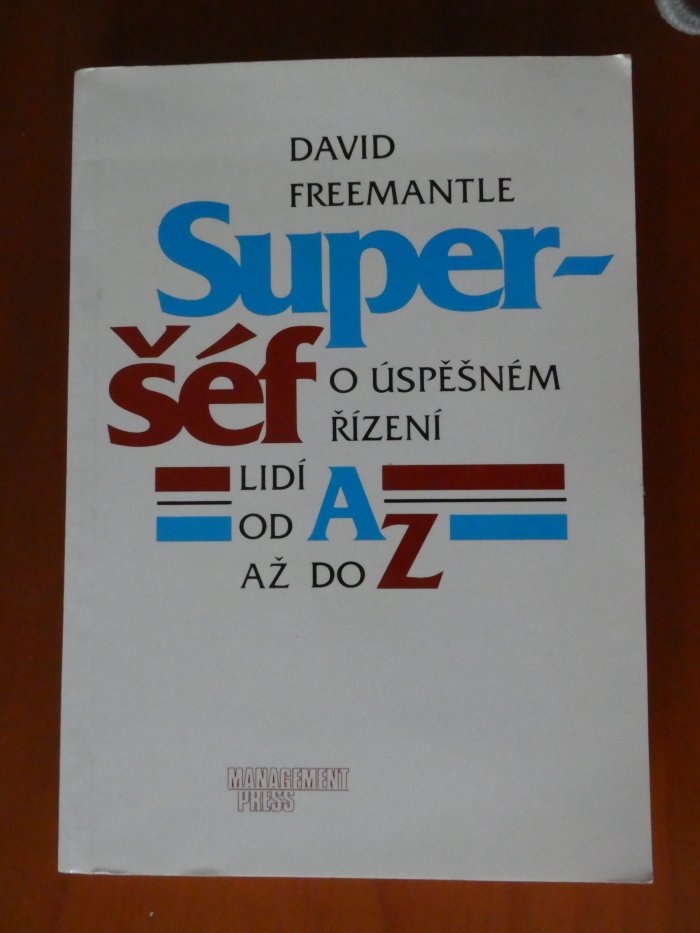 DAVID
FREEMANTLE
Super-
šéf
O ÚSPĚŠNÉM
ŘÍZENÍ
LIDÍ
OD A
AŽ DO Z
MANAGEMENT
PRESS